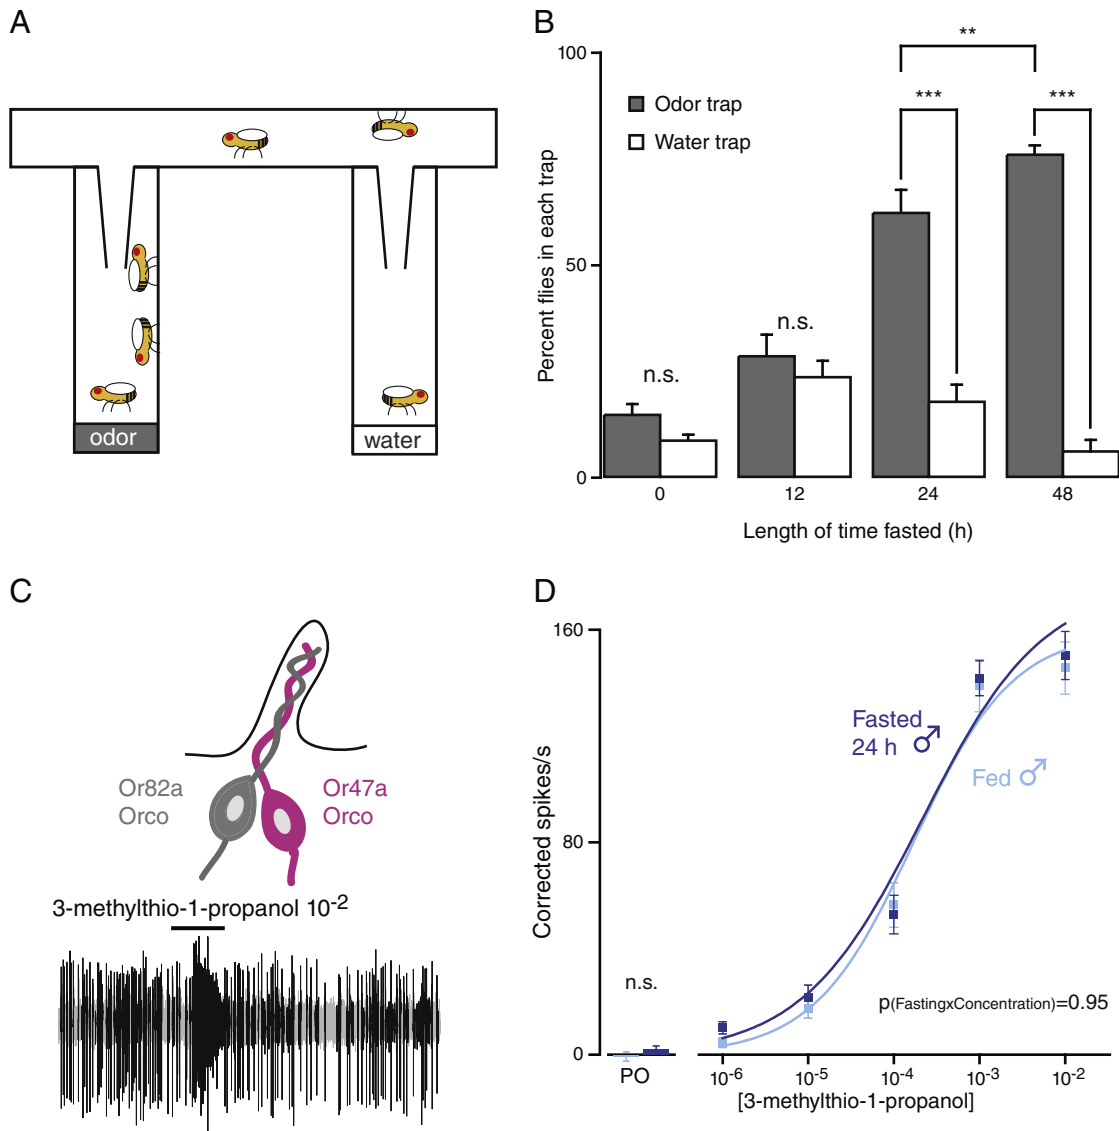 A
odor
water
B
100
50
0
Percent flies in each trap
Odor trap
Water trap
n.s.
n.s.
***
**
***
0
12
24
48
Length of time fasted (h)
C
Or82a
Orco
Or47a
Orco
3-methylthio-1-propanol 10-2
D
160
80
0
Corrected spikes/s
Fasted
24 h ♂
Fed ♂
n.s.
p(FastingxConcentration)=0.95
PO
10-6
10-5
10-4
10-3
10-2
[3-methylthio-1-propanol]